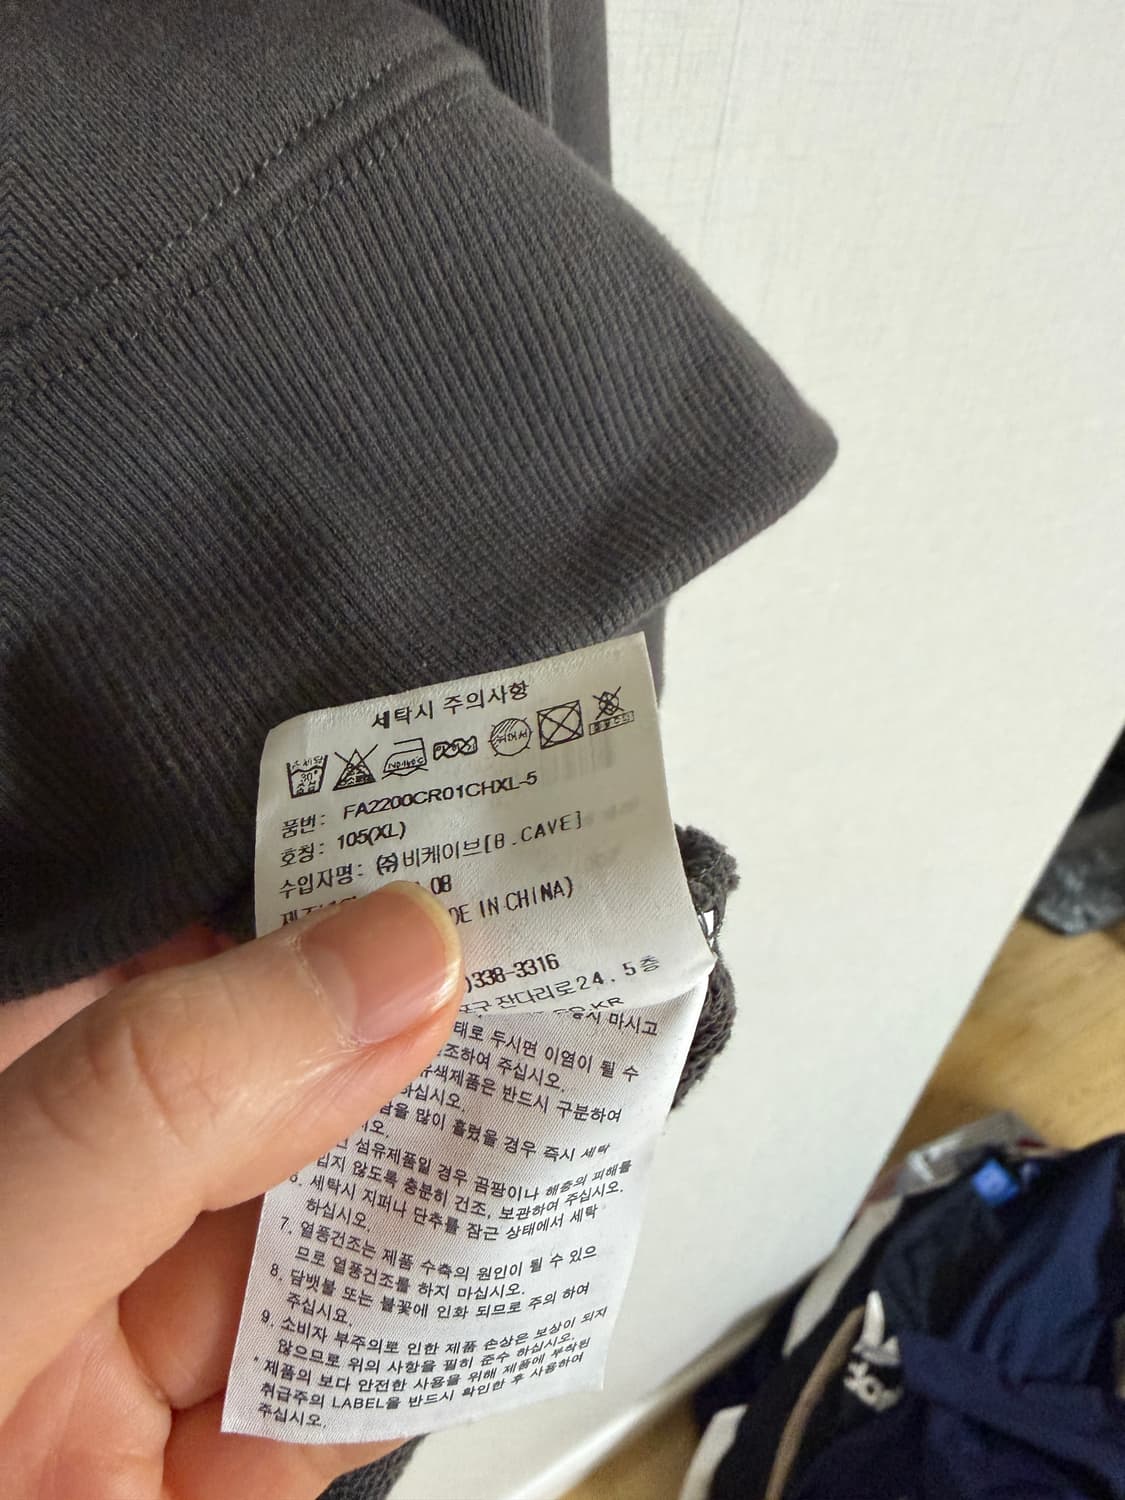 세탁시 주의사항
30°
품번: FA2200CR01CHXL-5
호칭: 105(XL)
수입자명: ㈜비케이브[B.CAVE]
08
DE IN CHINA)
)338-3316
포구 잔다리로24. 5층
.KR
마시고
태로 두시면 이염이 될 수
조하여 주십시오.
유색제품은 반드시 구분하여
하십시오.
많이 흘렸을 경우 즉시 세탁
오.
섬유제품일 경우 곰팡이나 해충의 피해를
입지 않도록 충분히 건조, 보관하여 주십시오.
6. 세탁시 지퍼나 단추를 잠근 상태에서 세탁
하십시오.
7. 열풍건조는 제품 수축의 원인이 될 수 있으
므로 열풍건조를 하지 마십시오.
8. 담뱃불 또는 불꽃에 인화 되므로 주의 하여
주십시요.
9. 소비자 부주의로 인한 제품 손상은 보상이 되지
않으므로 위의 사항을 필히 준수 하십시오.
* 제품의 보다 안전한 사용을 위해 제품에 부착된
취급주의 LABEL을 반드시 확인한 후 사용하여
주십시오.